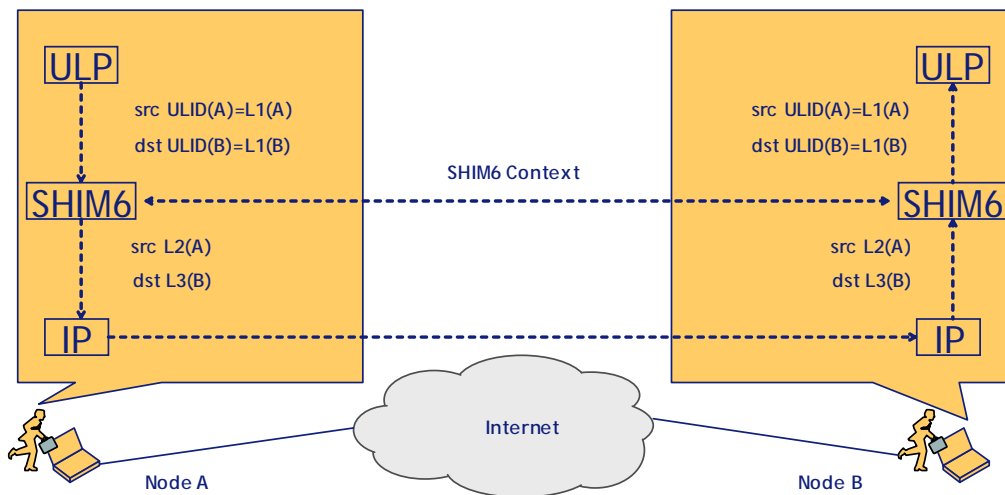 ULP
src ULID(A)=L1(A)
dst ULID(B)=L1(B)
SHIM6
src L2(A)
dst L3(B)
IP
SHIM6 Context
ULP
src ULID(A)=L1(A)
dst ULID(B)=L1(B)
SHIM6
src L2(A)
dst L3(B)
IP
Internet
Node A
Node B